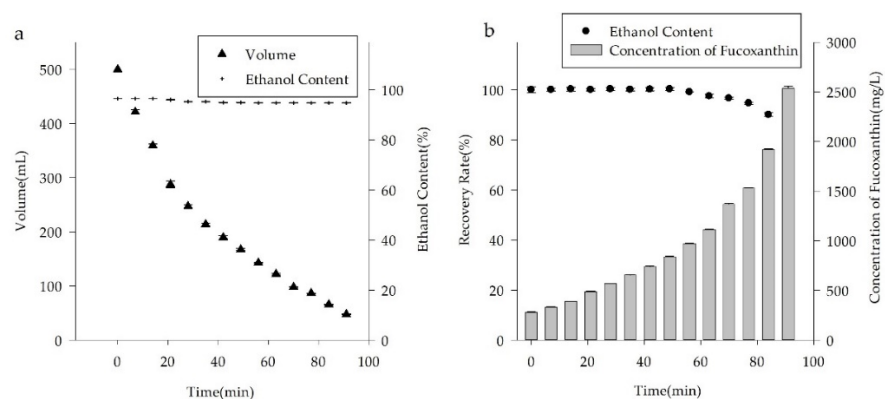 a
Volume
Ethanol Content
500
400
300
200
100
0
Volume(mL)
100
80
60
40
20
0
Ethanol Content(%)
0 20 40 60 80 100
Time(min)
b
Ethanol Content
Concentration of Fucoxanthin
100
80
60
40
20
0
Recovery Rate(%)
3000
2500
2000
1500
1000
500
0
Concentration of Fucoxanthin(mg/L)
0 20 40 60 80 100
Time(min)